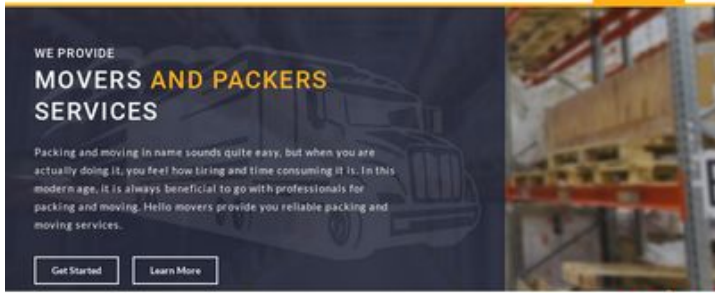 WE PROVIDE
MOVERS AND PACKERS
SERVICES
Packing and moving in name sounds quite easy, but when you are
actually doing it, you feel how tiring and time consuming it is. In this
modern age, it is always beneficial to go with professionals for
packing and moving. Hello movers provide you reliable packing and
moving services.
Get Started Learn More